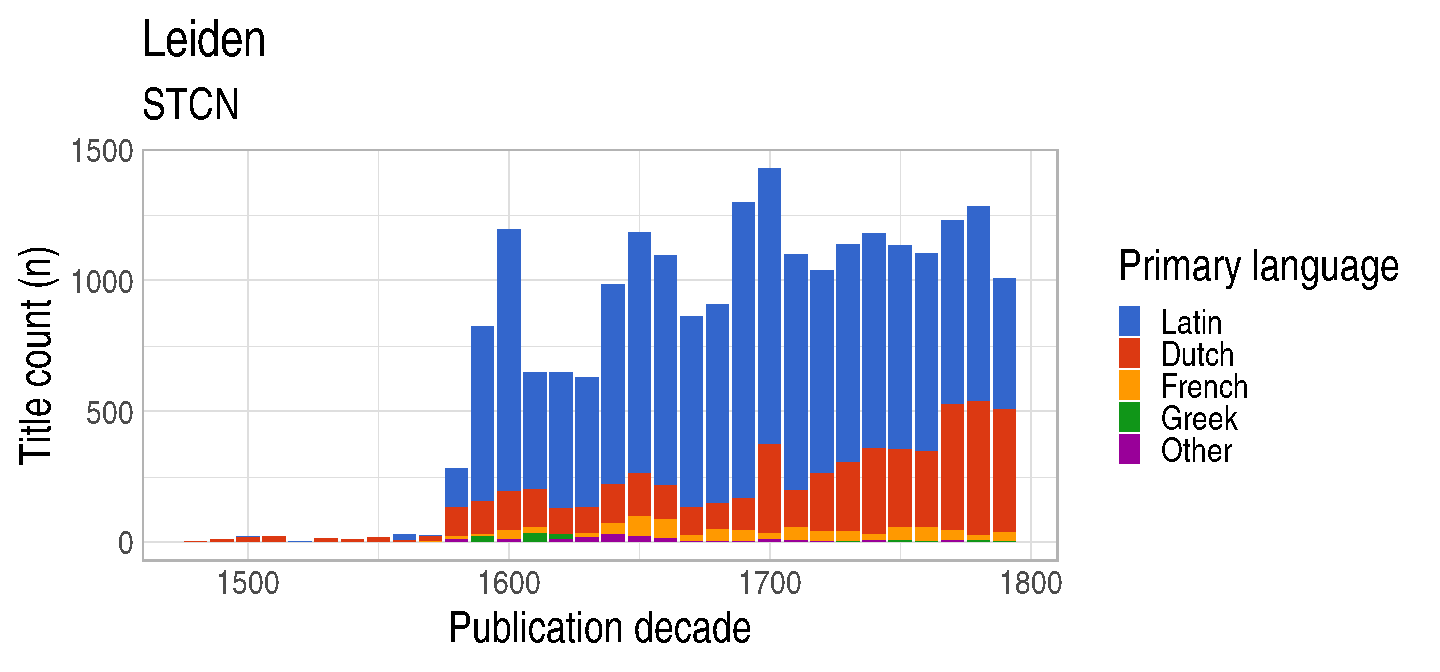 Leiden
STCN
1500
1000
500
0
Title count (n)
1500 1600 1700 1800
Publication decade
Primary language
Latin
Dutch
French
Greek
Other